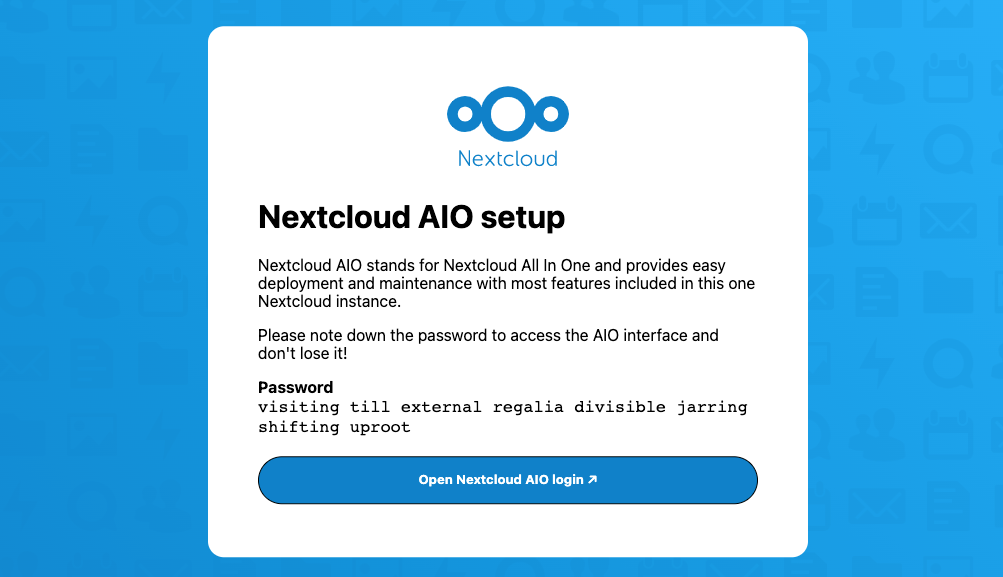 Nextcloud
Nextcloud AIO setup
Nextcloud AIO stands for Nextcloud All In One and provides easy
deployment and maintenance with most features included in this one
Nextcloud instance.
Please note down the password to access the AIO interface and
don't lose it!
Password
visiting till external regalia divisible jarring
shifting uproot
Open Nextcloud AIO login ↗